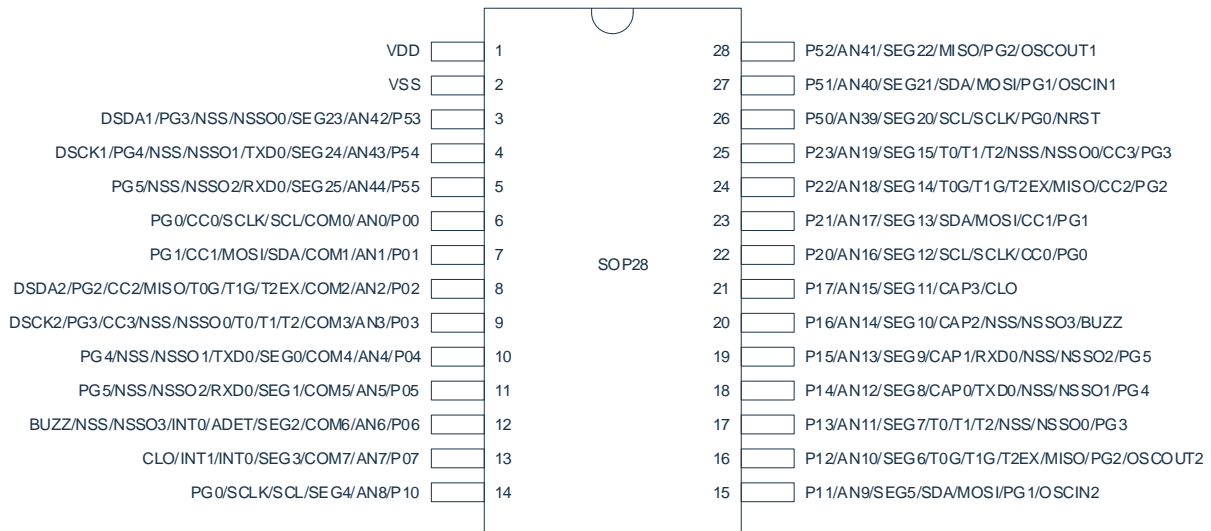 VDD 1 28 P52/AN41/SEG22/MISO/PG2/OSCOUT1
VSS 2 27 P51/AN40/SEG21/SDA/MOSI/PG1/OSCIN1
DSDA1/PG3/NSS/NSSO0/SEG23/AN42/P53 3 26 P50/AN39/SEG20/SCL/SCLK/PG0/NRST
DSCK1/PG4/NSS/NSSO1/TXD0/SEG24/AN43/P54 4 25 P23/AN19/SEG15/T0/T1/T2/NSS/NSSO0/CC3/PG3
PG5/NSS/NSSO2/RXD0/SEG25/AN44/P55 5 24 P22/AN18/SEG14/T0G/T1G/T2EX/MISO/CC2/PG2
PG0/CC0/SCLK/SCL/COM0/AN0/P00 6 23 P21/AN17/SEG13/SDA/MOSI/CC1/PG1
PG1/CC1/MOSI/SDA/COM1/AN1/P01 7 22 P20/AN16/SEG12/SCL/SCLK/CC0/PG0
SOP28
DSDA2/PG2/CC2/MISO/T0G/T1G/T2EX/COM2/AN2/P02 8 21 P17/AN15/SEG11/CAP3/CLO
DSCK2/PG3/CC3/NSS/NSSO0/T0/T1/T2/COM3/AN3/P03 9 20 P16/AN14/SEG10/CAP2/NSS/NSSO3/BUZZ
PG4/NSS/NSSO1/TXD0/SEG0/COM4/AN4/P04 10 19 P15/AN13/SEG9/CAP1/RXD0/NSS/NSSO2/PG5
PG5/NSS/NSSO2/RXD0/SEG1/COM5/AN5/P05 11 18 P14/AN12/SEG8/CAP0/TXD0/NSS/NSSO1/PG4
BUZZ/NSS/NSSO3/INT0/ADET/SEG2/COM6/AN6/P06 12 17 P13/AN11/SEG7/T0/T1/T2/NSS/NSSO0/PG3
CLO/INT1/INT0/SEG3/COM7/AN7/P07 13 16 P12/AN10/SEG6/T0G/T1G/T2EX/MISO/PG2/OSCOUT2
PG0/SCLK/SCL/SEG4/AN8/P10 14 15 P11/AN9/SEG5/SDA/MOSI/PG1/OSCIN2